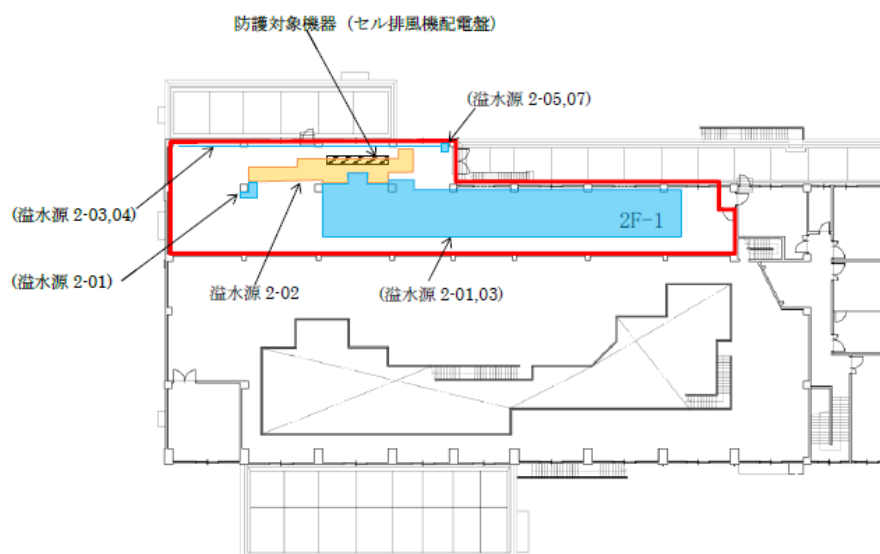 防護対象機器（セル排風機配電盤）
(溢水源 2-05,07)
(溢水源 2-03,04)
2F-1
(溢水源 2-01)
溢水源 2-02
(溢水源 2-01,03)